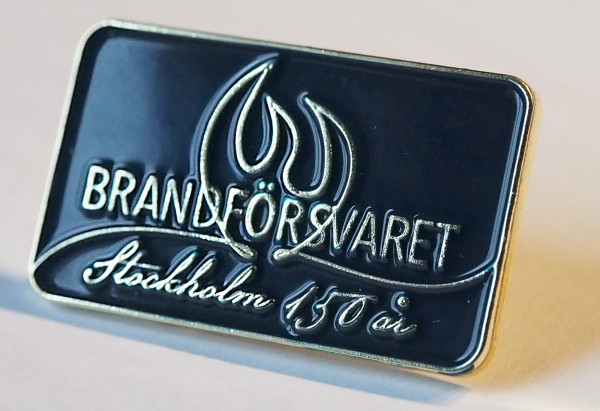 BRANDFÖRSVARET
Stockholm 150 år